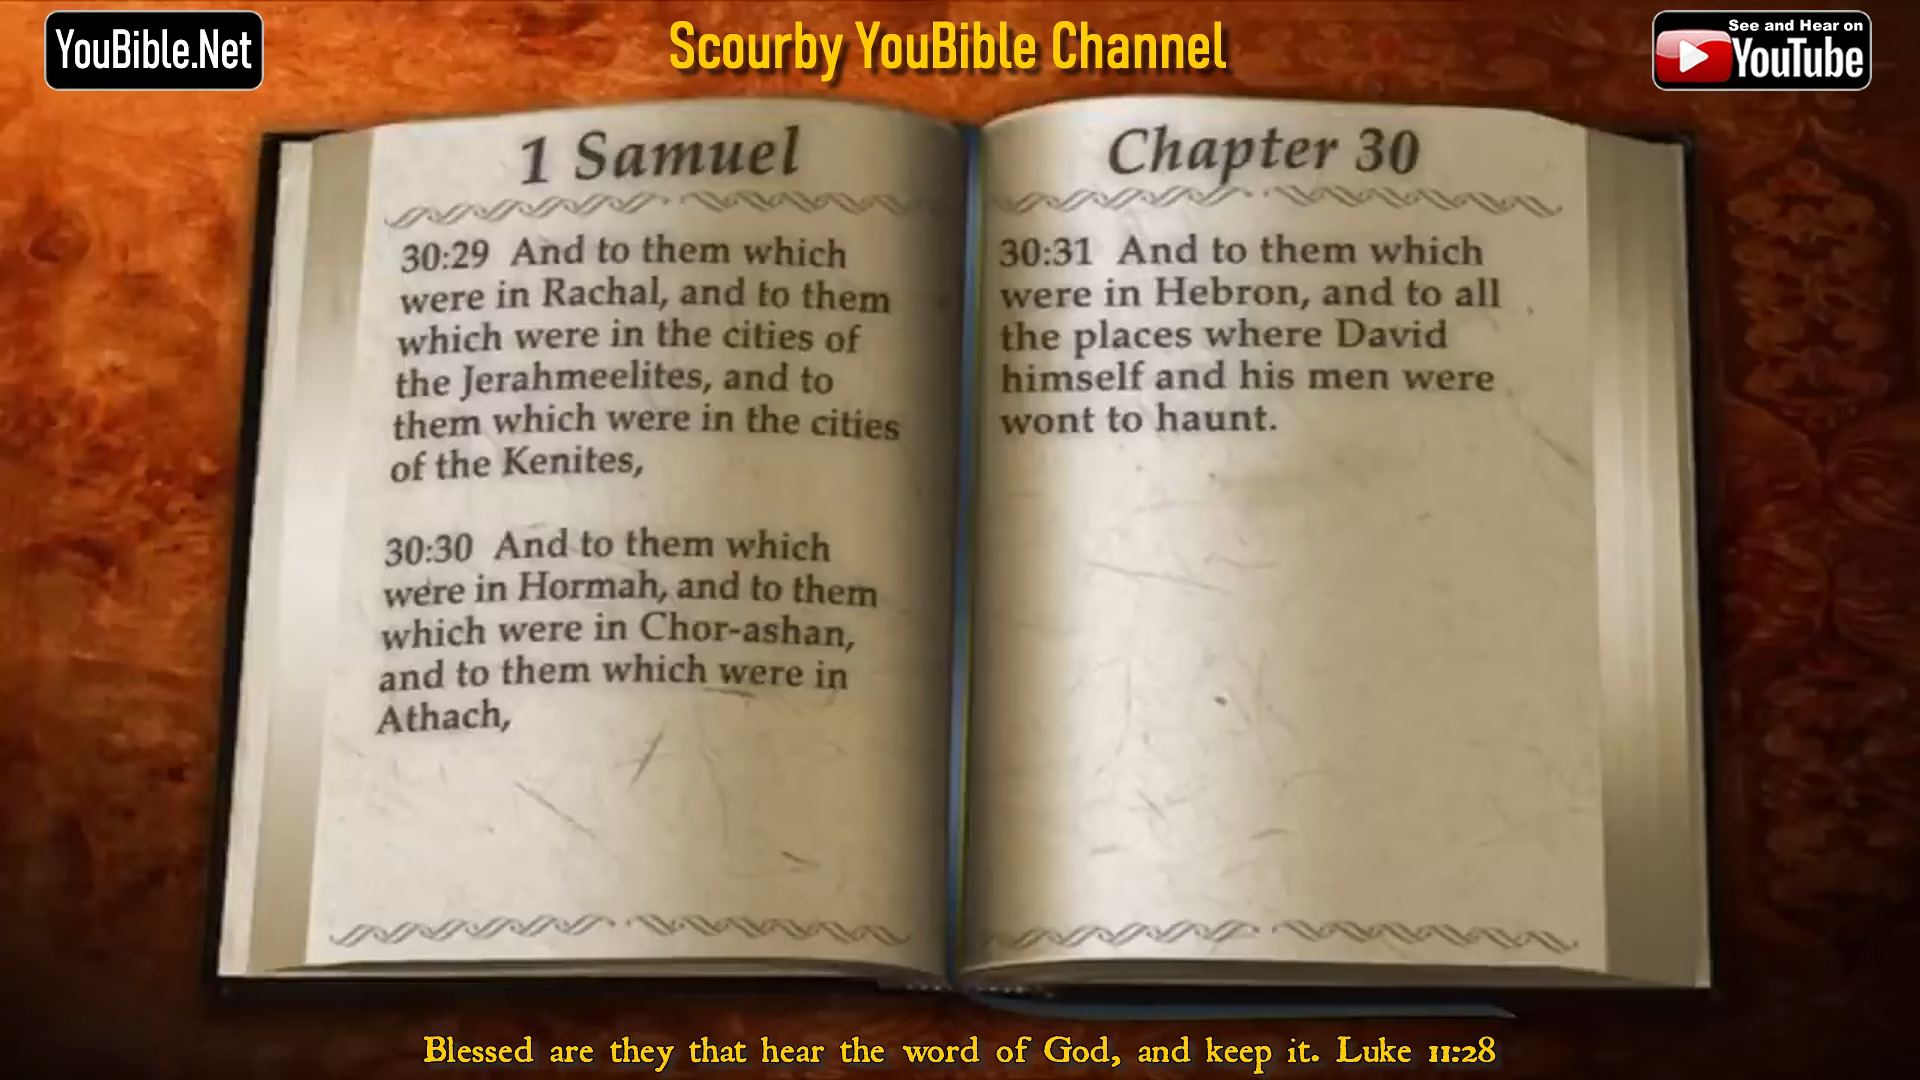 YouBible.Net
Scourby YouBible Channel
See and Hear on
YouTube
1 Samuel
30:29 And to them which
were in Rachal, and to them
which were in the cities of
the Jerahmeelites, and to
them which were in the cities
of the Kenites,
30:30 And to them which
were in Hormah, and to them
which were in Chor-ashan,
and to them which were in
Athach,
Chapter 30
30:31 And to them which
were in Hebron, and to all
the places where David
himself and his men were
wont to haunt.
Blessed are they that hear the word of God, and keep it. Luke 11:28